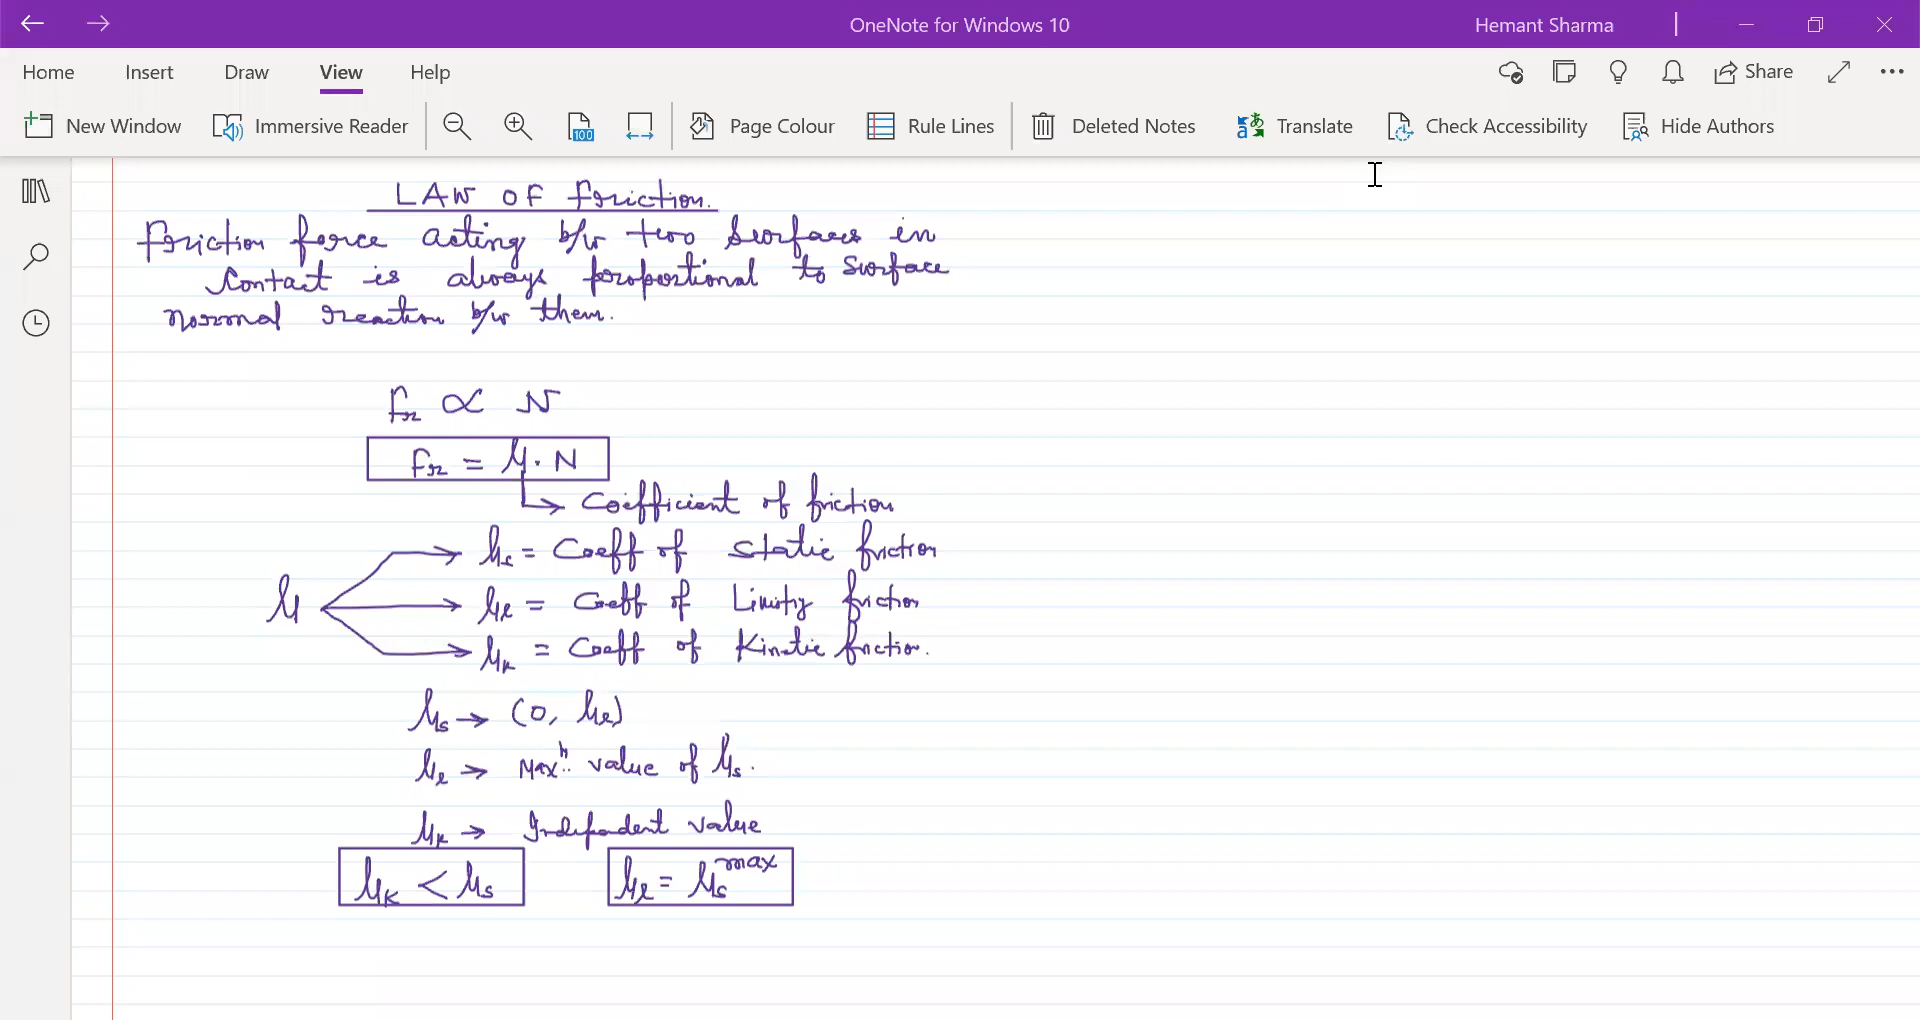 OneNote for Windows 10
Hemant Sharma
Home Insert Draw View Help
Share
New Window Immersive Reader 100 Page Colour Rule Lines Deleted Notes Translate Check Accessibility Hide Authors
LAW OF friction.
Friction force acting b/w two surfaces in
Contact is always proportional to surface
normal reaction b/w them.
fr ∝ N
fr = μ · N
↳ Coefficient of friction
μs = Coeff of static friction
μ
μl = Coeff of Limitig friction
μk = Coeff of Kinetic friction.
μs → (0, μl)
μl → Maxm value of μs.
μk → Independent value
μk < μs
μl = μs max